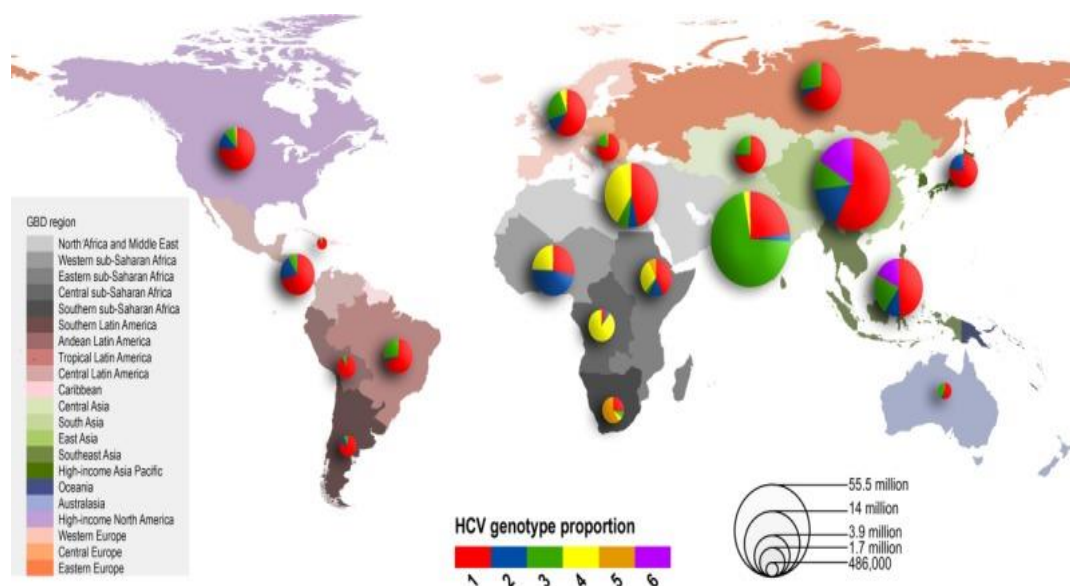 GBD region
North Africa and Middle East
Western sub-Saharan Africa
Eastern sub-Saharan Africa
Central sub-Saharan Africa
Southern sub-Saharan Africa
Southern Latin America
Andean Latin America
Tropical Latin America
Central Latin America
Caribbean
Central Asia
South Asia
East Asia
Southeast Asia
High-income Asia Pacific
Oceania
Australasia
High-income North America
Western Europe
Central Europe
Eastern Europe
HCV genotype proportion
1 2 3 4 5 6
55.5 million
14 million
3.9 million
1.7 million
486,000